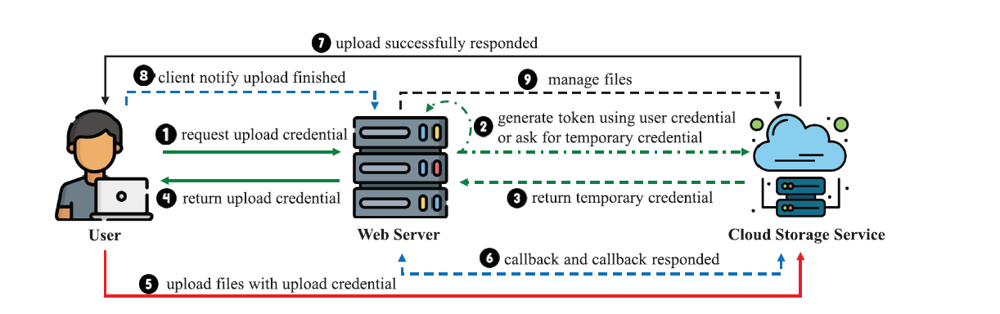 7 upload successfully responded
8 client notify upload finished
9 manage files
1 request upload credential
2 generate token using user credential
or ask for temporary credential
4 return upload credential
3 return temporary credential
User
Web Server
Cloud Storage Service
6 callback and callback responded
5 upload files with upload credential